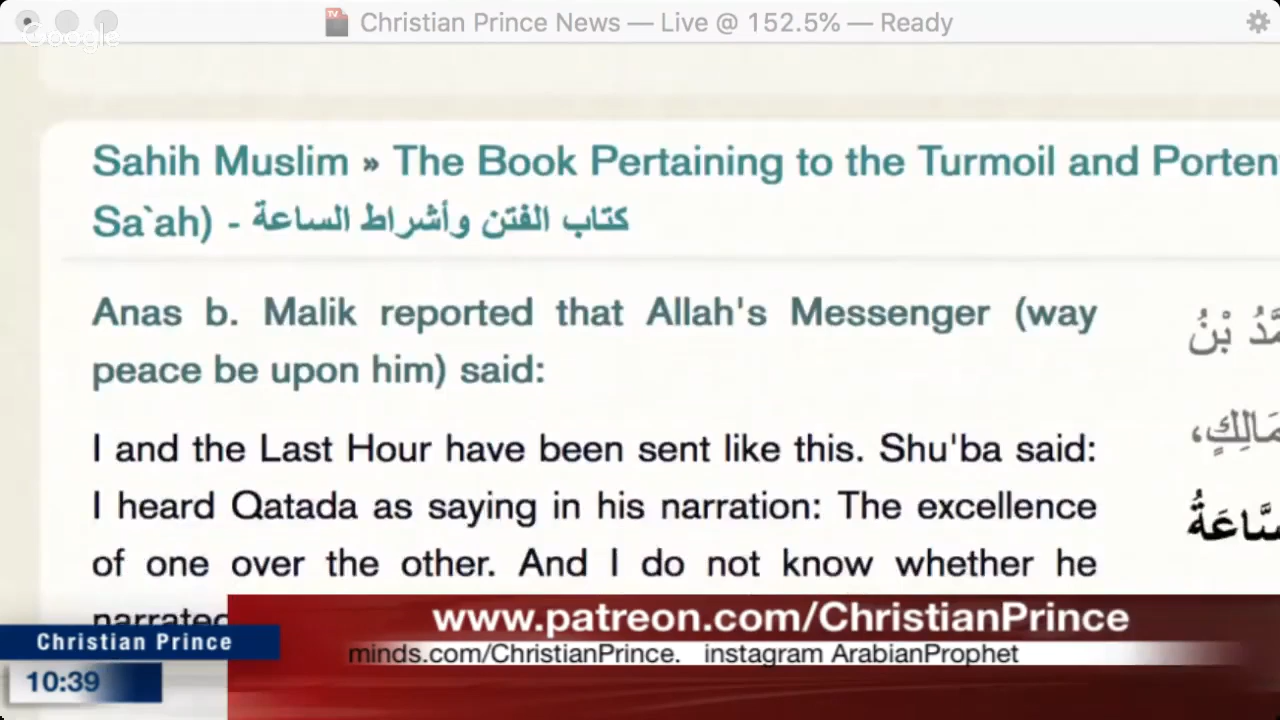 Christian Prince News — Live @ 152.5% — Ready
Google
Sahih Muslim » The Book Pertaining to the Turmoil and Porten
Sa`ah) - كتاب الفتن وأشراط الساعة
Anas b. Malik reported that Allah's Messenger (way
peace be upon him) said:
I and the Last Hour have been sent like this. Shu'ba said:
I heard Qatada as saying in his narration: The excellence
of one over the other. And I do not know whether he
narrated
مَّدُ بْنُ
مَالِكٍ،
سَّاعَةُ
www.patreon.com/ChristianPrince
Christian Prince
minds.com/ChristianPrince. instagram ArabianProphet
10:39